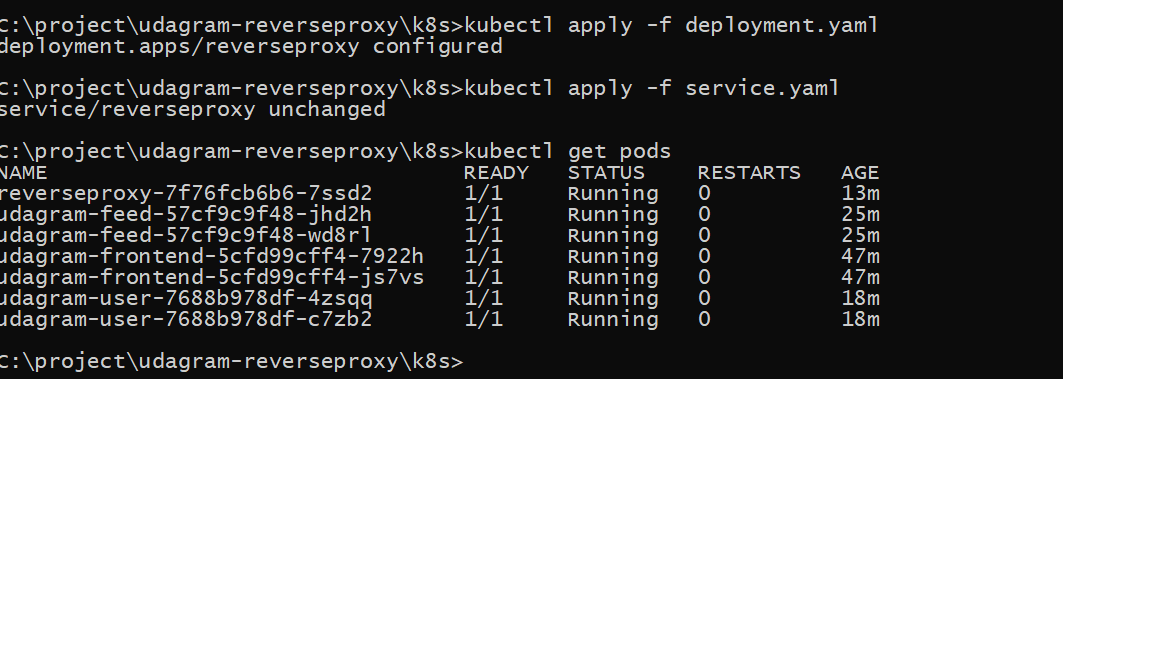 C:\project\udagram-reverseproxy\k8s>kubectl apply -f deployment.yaml
deployment.apps/reverseproxy configured
C:\project\udagram-reverseproxy\k8s>kubectl apply -f service.yaml
service/reverseproxy unchanged
C:\project\udagram-reverseproxy\k8s>kubectl get pods
NAME READY STATUS RESTARTS AGE
reverseproxy-7f76fcb6b6-7ssd2 1/1 Running 0 13m
udagram-feed-57cf9c9f48-jhd2h 1/1 Running 0 25m
udagram-feed-57cf9c9f48-wd8rl 1/1 Running 0 25m
udagram-frontend-5cfd99cff4-7922h 1/1 Running 0 47m
udagram-frontend-5cfd99cff4-js7vs 1/1 Running 0 47m
udagram-user-7688b978df-4zsqq 1/1 Running 0 18m
udagram-user-7688b978df-c7zb2 1/1 Running 0 18m
C:\project\udagram-reverseproxy\k8s>